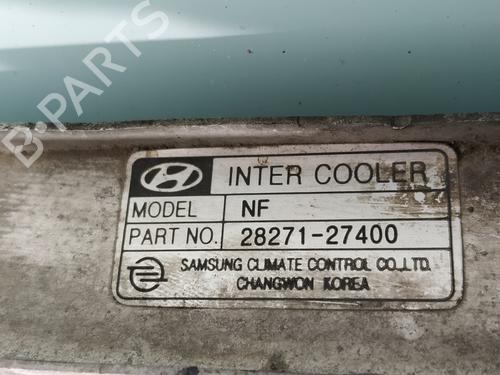 B-PARTS
INTER COOLER
MODEL NF
PART NO. 28271-27400
SAMSUNG CLIMATE CONTROL CO.,LTD.
CHANGWON KOREA